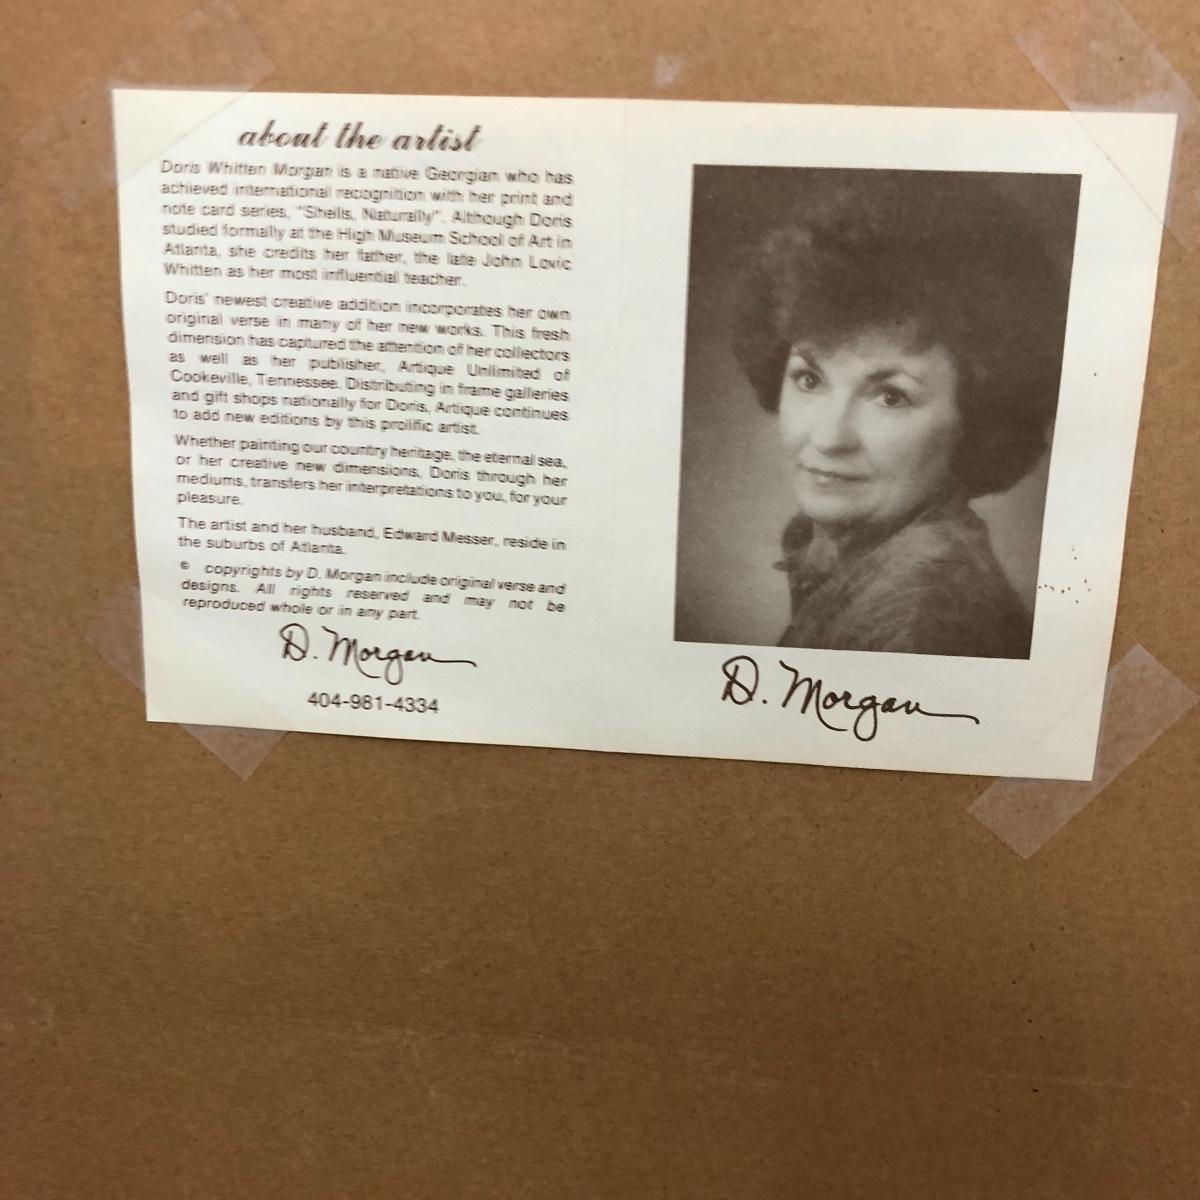 about the artist
Doris Whitten Morgan is a native Georgian who has
achieved international recognition with her print and
note card series, "Shells, Naturally". Although Doris
studied formally at the High Museum School of Art in
Atlanta, she credits her father, the late John Lovic
Whitten as her most influential teacher.
Doris' newest creative addition incorporates her own
original verse in many of her new works. This fresh
dimension has captured the attention of her collectors
as well as her publisher, Artique Unlimited of
Cookeville, Tennessee. Distributing in frame galleries
and gift shops nationally for Doris, Artique continues
to add new editions by this prolific artist.
Whether painting our country heritage, the eternal sea,
or her creative new dimensions, Doris through her
mediums, transfers her interpretations to you, for your
pleasure.
The artist and her husband, Edward Messer, reside in
the suburbs of Atlanta.
© copyrights by D. Morgan include original verse and
designs. All rights reserved and may not be
reproduced whole or in any part.
D. Morgan
404-981-4334
D. Morgan